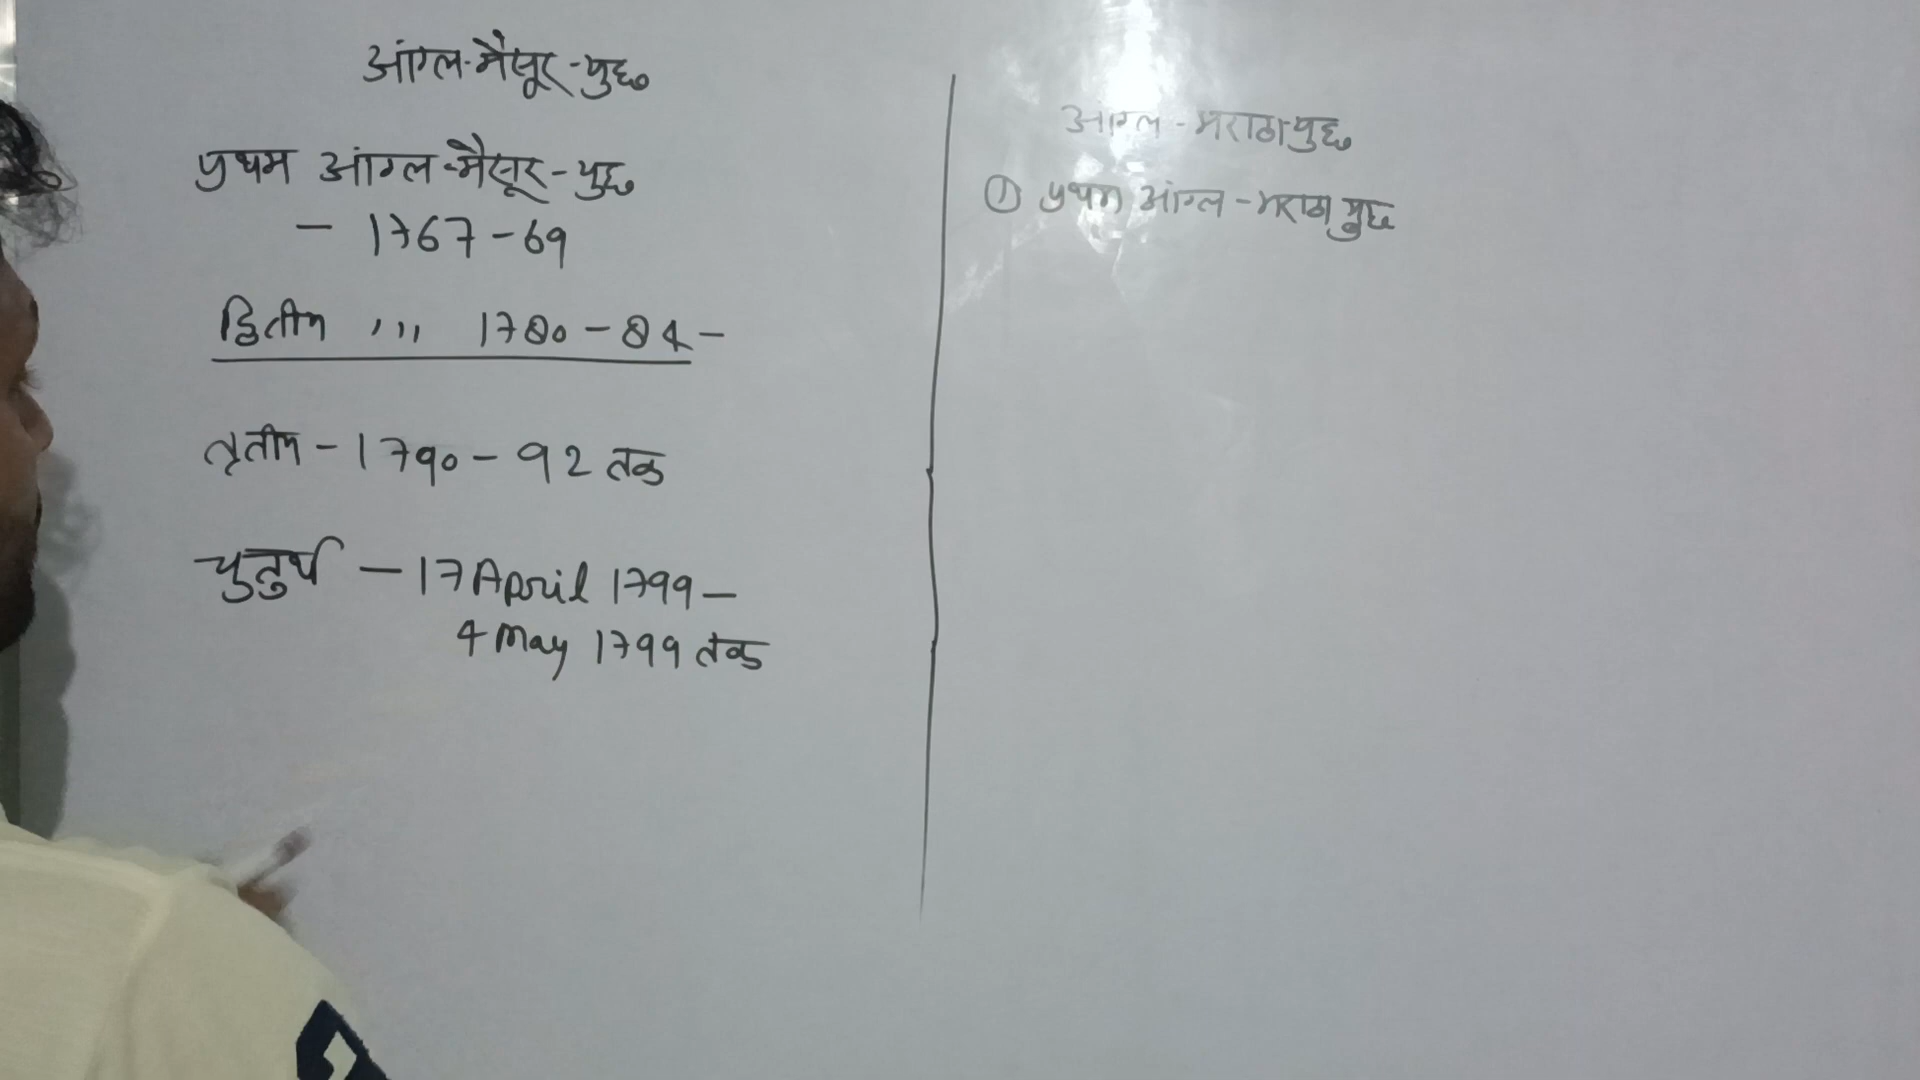 आंग्ल-मैसूर-युद्ध
प्रथम आंग्ल-मैसूर-युद्ध
- 1767-69
द्वितीय ,,, 1780-84-
तृतीय - 1790-92 तक
चुतुर्थ - 17 April 1799-
4 May 1799 तक
आंग्ल-मराठा युद्ध
① प्रथम आंग्ल-मराठा युद्ध